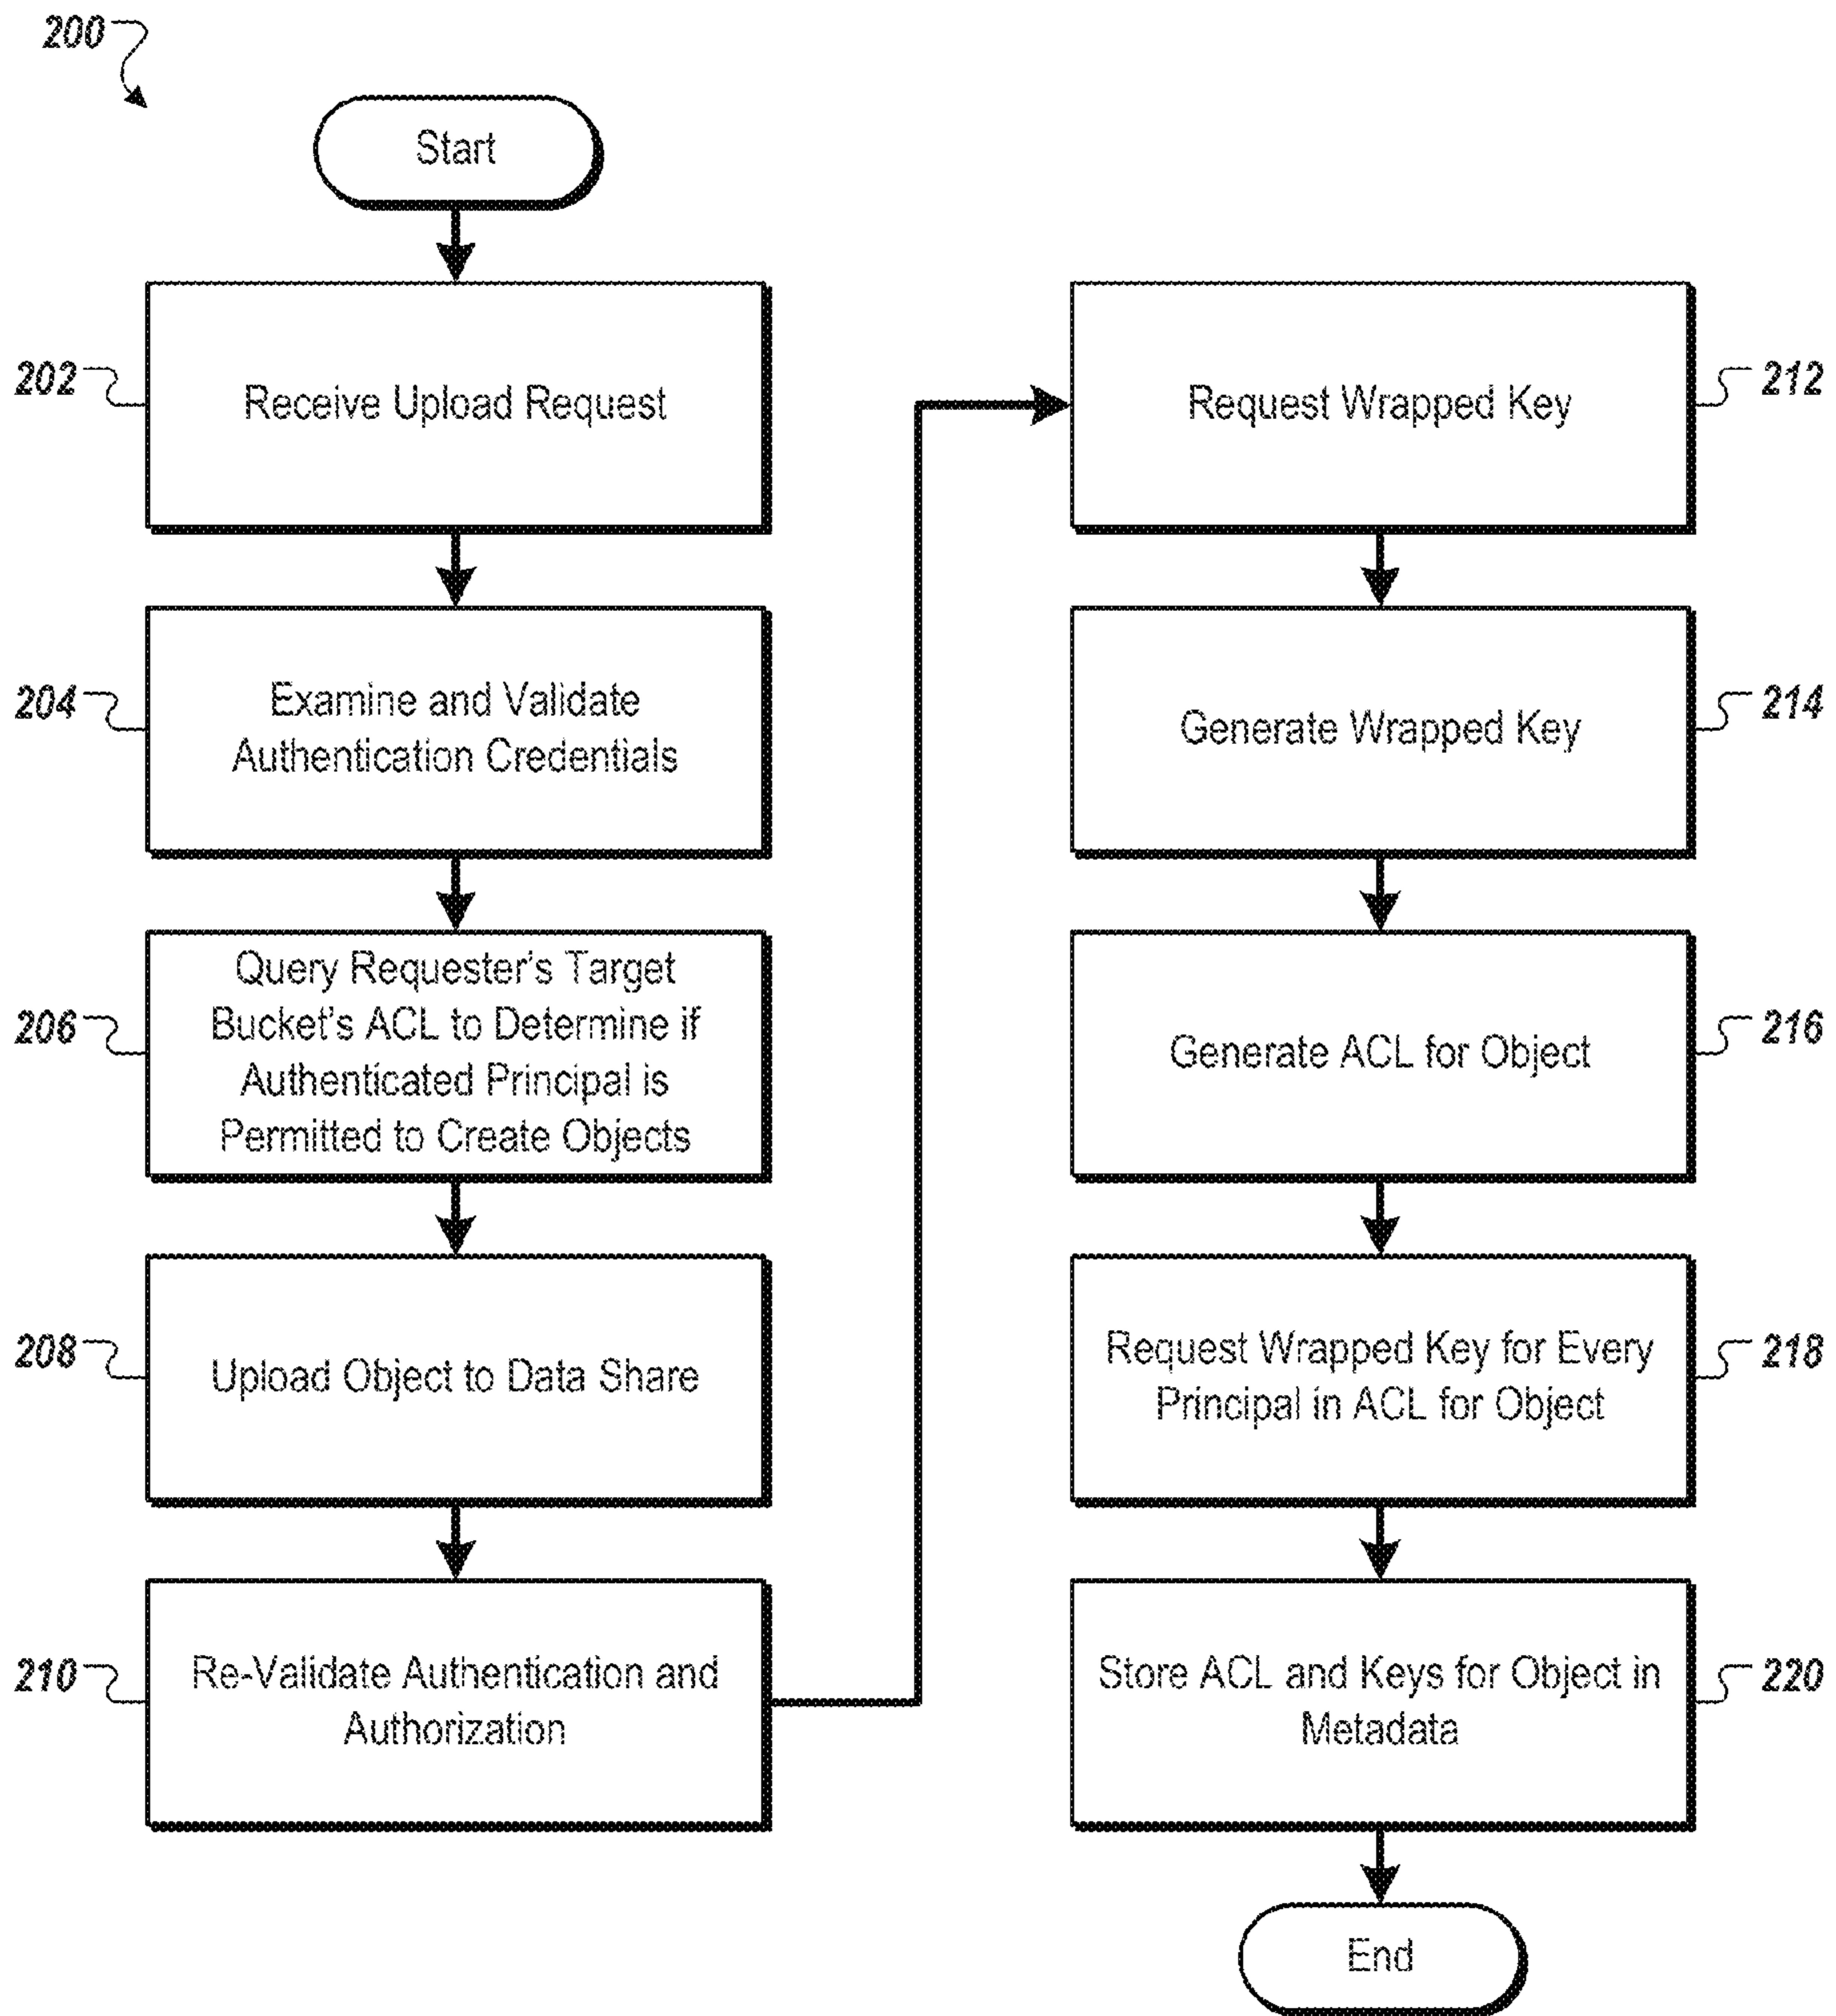 200
Start
202
Receive Upload Request
204
Examine and Validate
Authentication Credentials
206
Query Requester's Target
Bucket's ACL to Determine if
Authenticated Principal is
Permitted to Create Objects
208
Upload Object to Data Share
210
Re-Validate Authentication and
Authorization
212
Request Wrapped Key
214
Generate Wrapped Key
216
Generate ACL for Object
218
Request Wrapped Key for Every
Principal in ACL for Object
220
Store ACL and Keys for Object in
Metadata
End